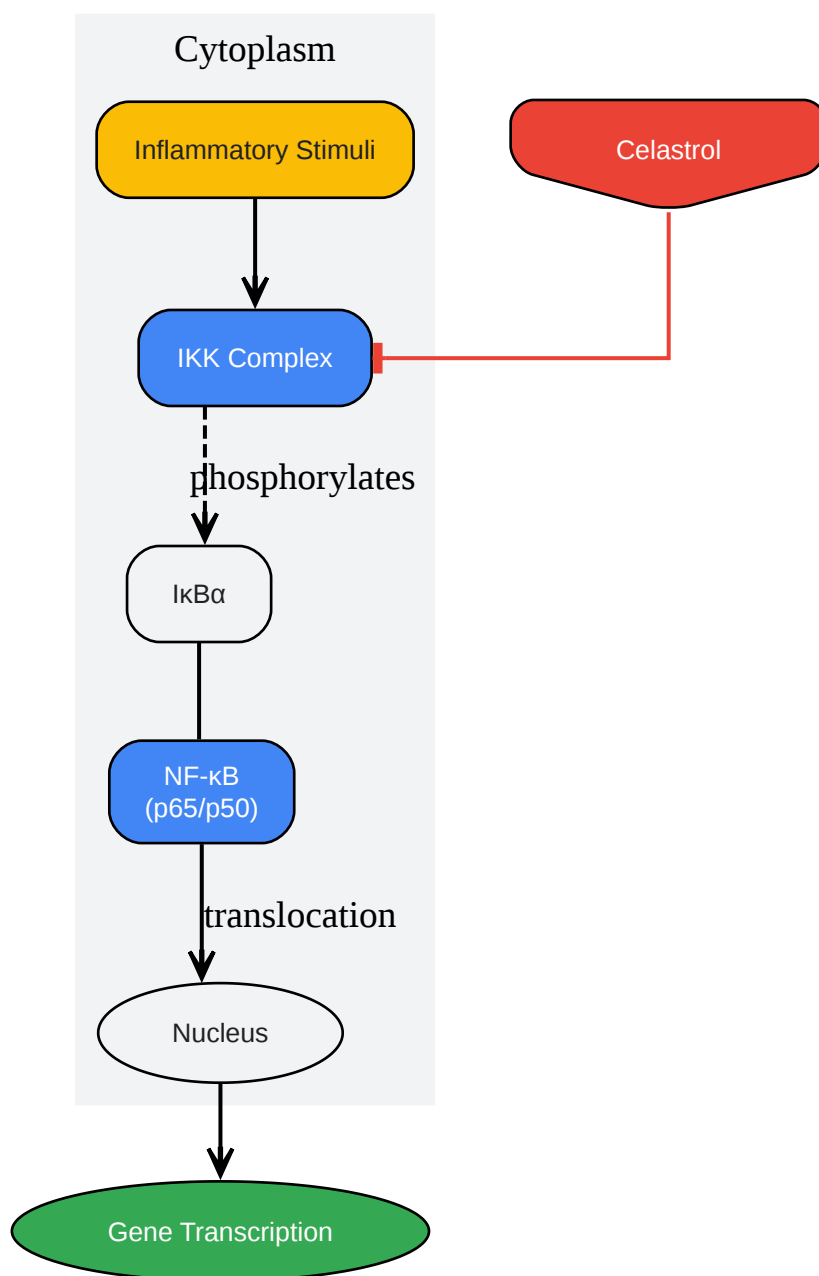 Cytoplasm
Inflammatory Stimuli
Celastrol
IKK Complex
phosphorylates
IκBα
NF-κB
(p65/p50)
translocation
Nucleus
Gene Transcription